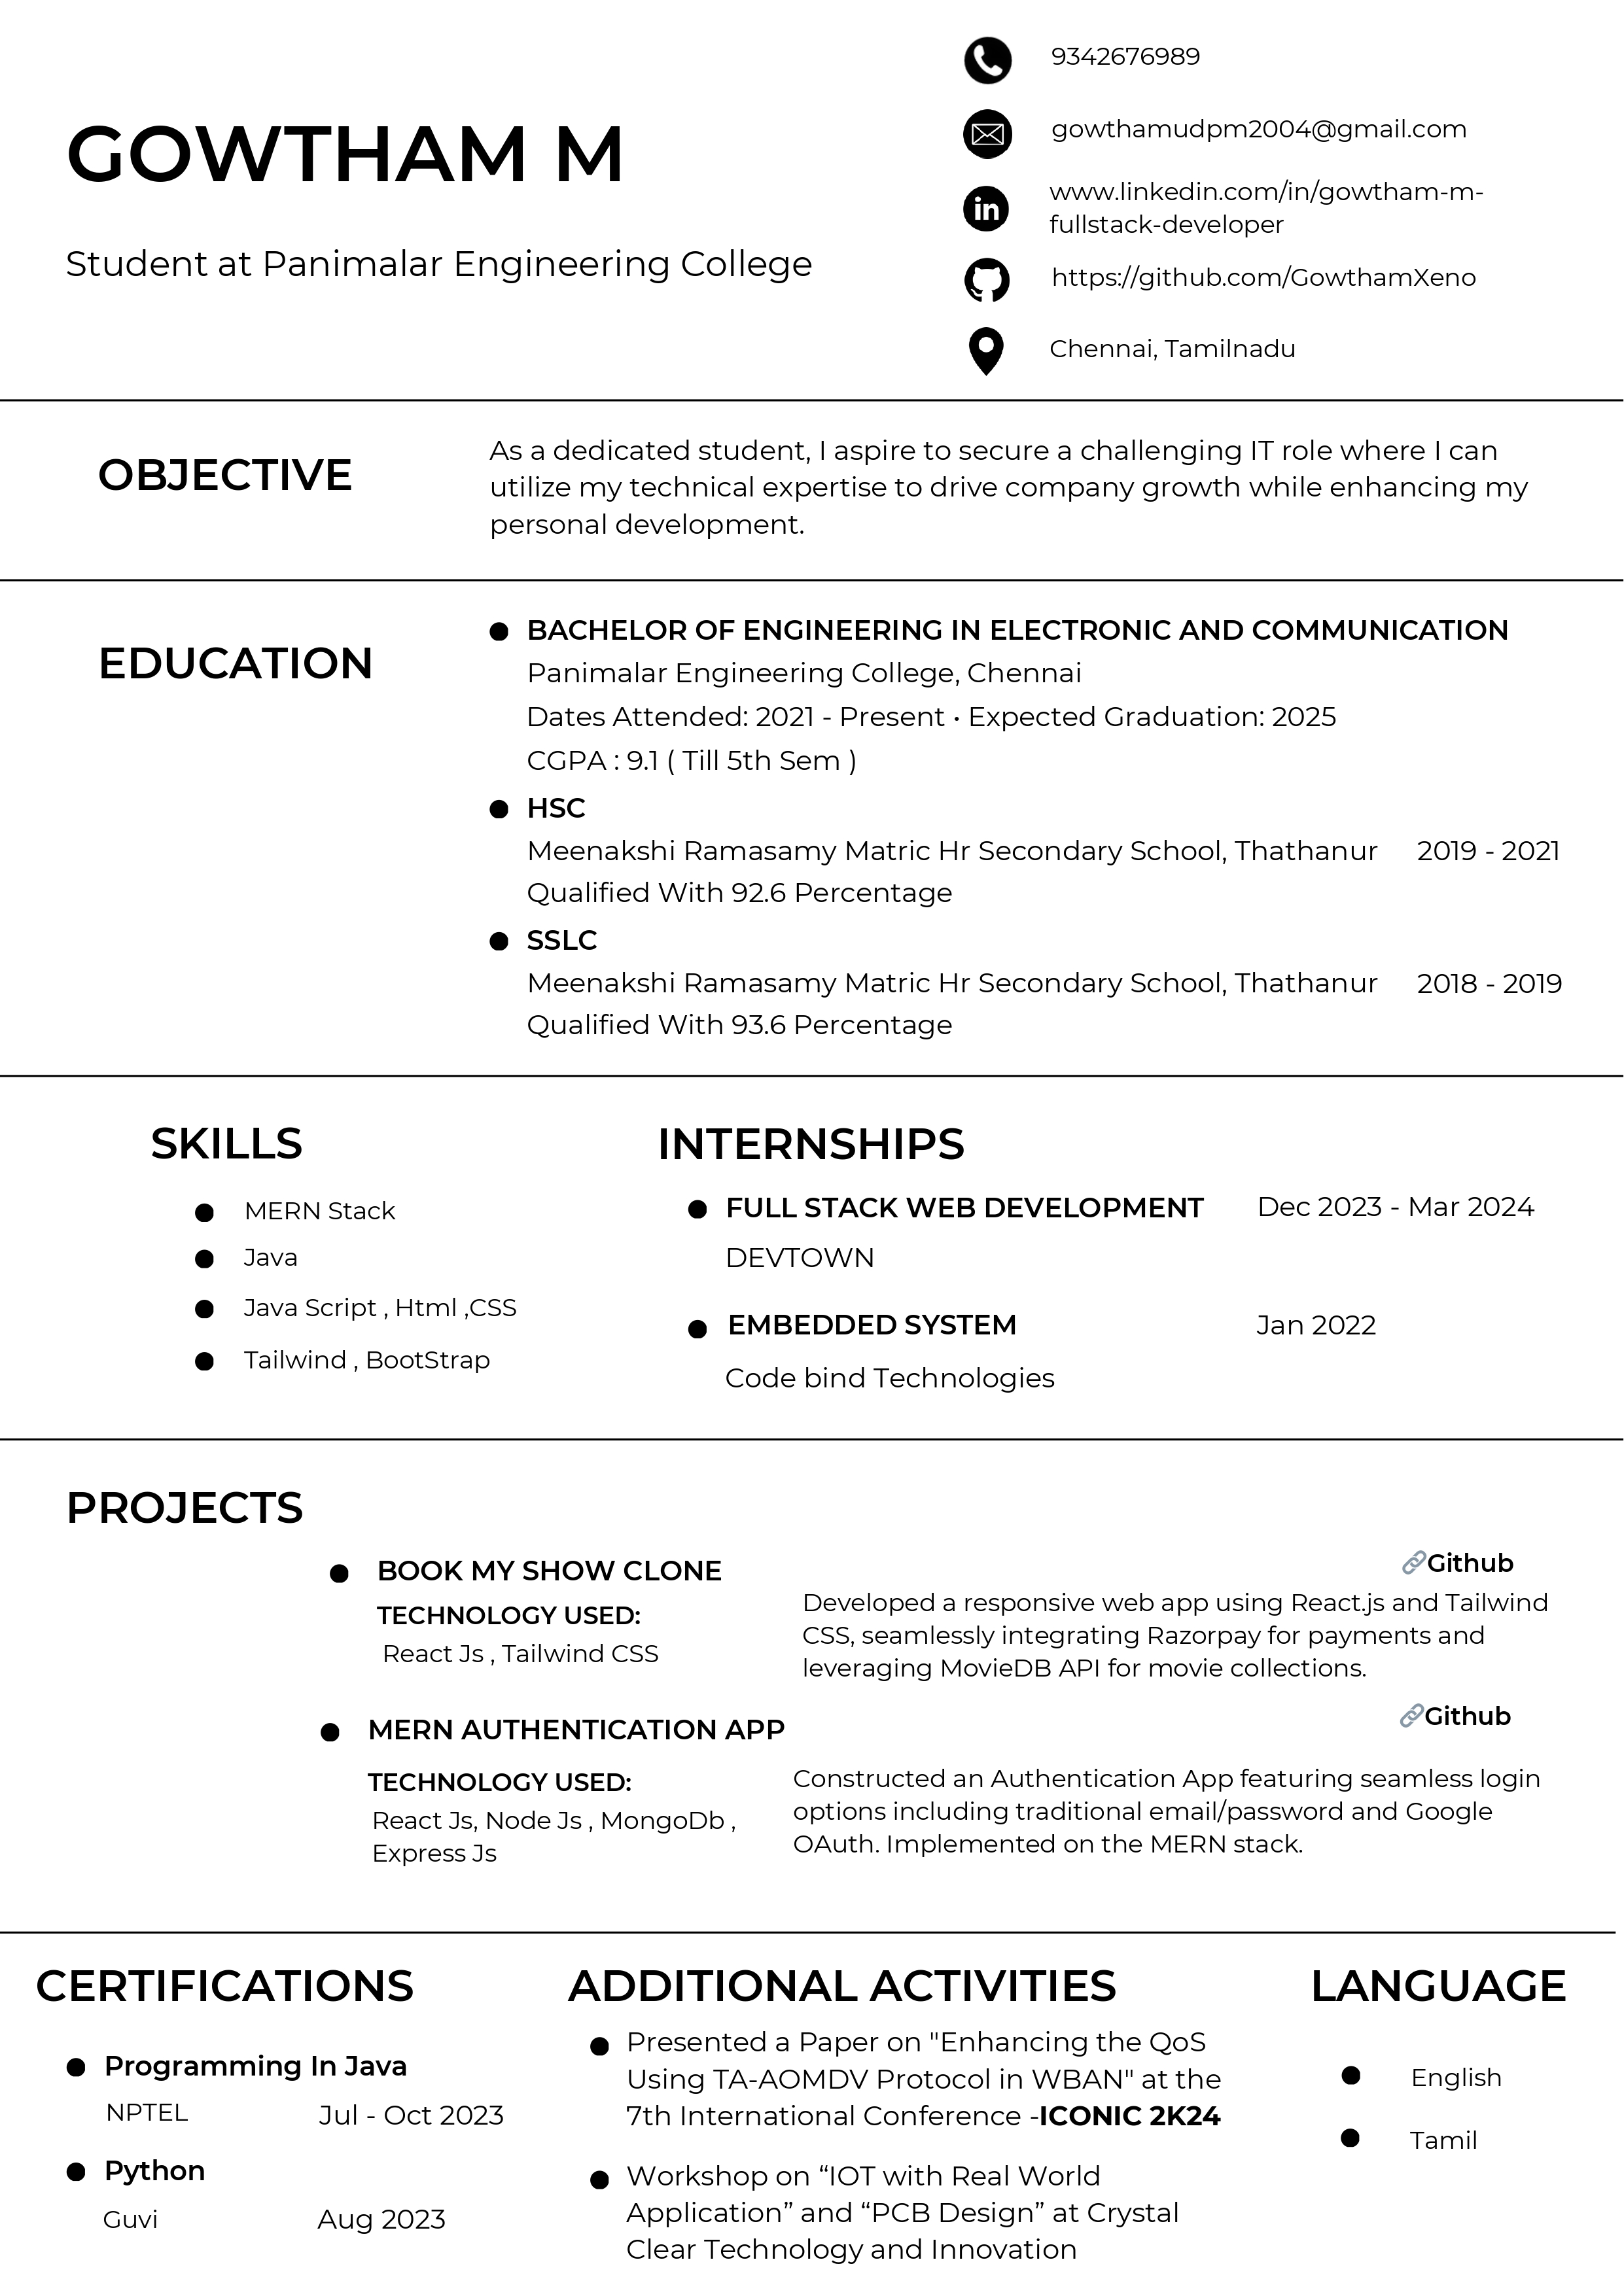 GOWTHAM M
Student at Panimalar Engineering College
9342676989
gowthamudpm2004@gmail.com
www.linkedin.com/in/gowtham-m-
fullstack-developer
https://github.com/GowthamXeno
Chennai, Tamilnadu
OBJECTIVE
As a dedicated student, I aspire to secure a challenging IT role where I can
utilize my technical expertise to drive company growth while enhancing my
personal development.
EDUCATION
BACHELOR OF ENGINEERING IN ELECTRONIC AND COMMUNICATION
Panimalar Engineering College, Chennai
Dates Attended: 2021 - Present • Expected Graduation: 2025
CGPA : 9.1 ( Till 5th Sem )
HSC
Meenakshi Ramasamy Matric Hr Secondary School, Thathanur 2019 - 2021
Qualified With 92.6 Percentage
SSLC
Meenakshi Ramasamy Matric Hr Secondary School, Thathanur 2018 - 2019
Qualified With 93.6 Percentage
SKILLS
MERN Stack
Java
Java Script , Html ,CSS
Tailwind , BootStrap
INTERNSHIPS
FULL STACK WEB DEVELOPMENT Dec 2023 - Mar 2024
DEVTOWN
EMBEDDED SYSTEM Jan 2022
Code bind Technologies
PROJECTS
BOOK MY SHOW CLONE
TECHNOLOGY USED:
React Js , Tailwind CSS
Github
Developed a responsive web app using React.js and Tailwind
CSS, seamlessly integrating Razorpay for payments and
leveraging MovieDB API for movie collections.
MERN AUTHENTICATION APP
TECHNOLOGY USED:
React Js, Node Js , MongoDb ,
Express Js
Github
Constructed an Authentication App featuring seamless login
options including traditional email/password and Google
OAuth. Implemented on the MERN stack.
CERTIFICATIONS
Programming In Java
NPTEL Jul - Oct 2023
Python
Guvi Aug 2023
ADDITIONAL ACTIVITIES
Presented a Paper on "Enhancing the QoS
Using TA-AOMDV Protocol in WBAN" at the
7th International Conference -ICONIC 2K24
Workshop on “IOT with Real World
Application” and “PCB Design” at Crystal
Clear Technology and Innovation
LANGUAGE
English
Tamil